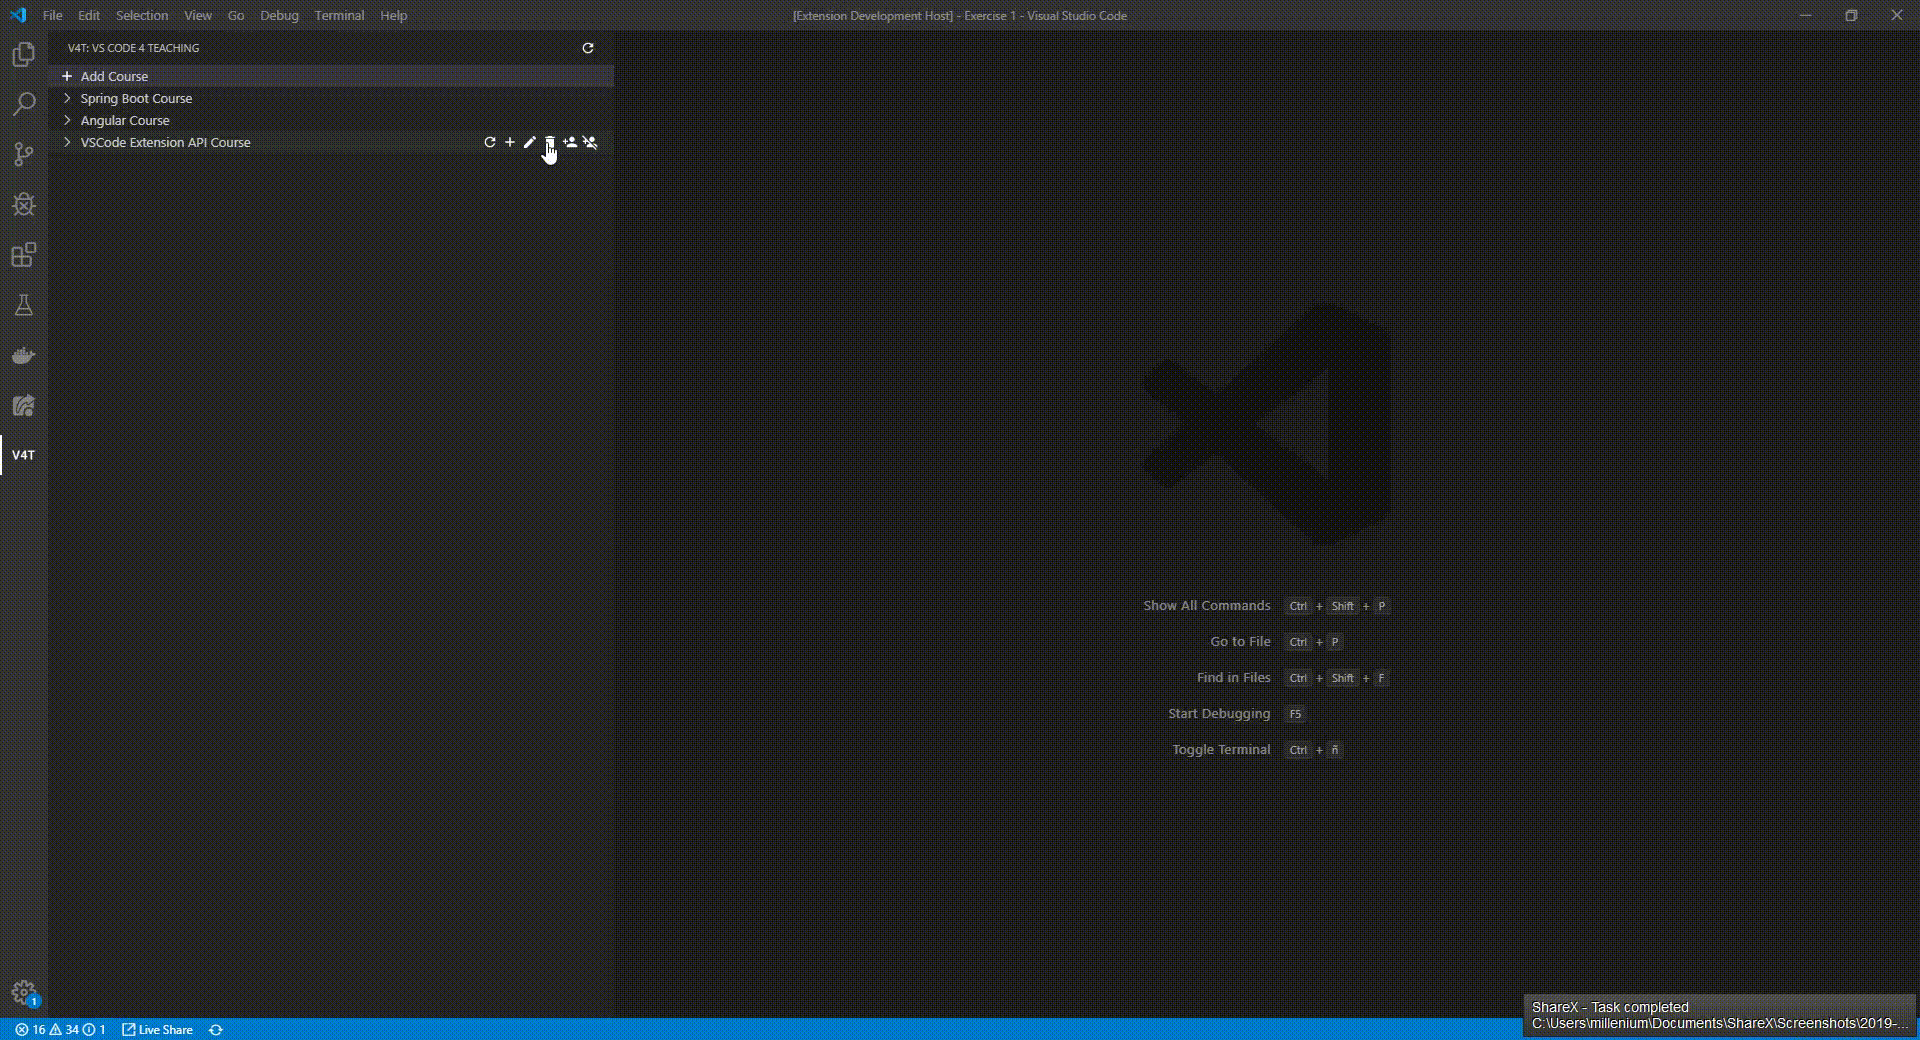 File Edit Selection View Go Debug Terminal Help
[Extension Development Host] - Exercise 1 - Visual Studio Code
V4T: VS CODE 4 TEACHING
Add Course
Spring Boot Course
Angular Course
VSCode Extension API Course
V4T
Show All Commands Ctrl + Shift + P
Go to File Ctrl + P
Find in Files Ctrl + Shift + F
Start Debugging F5
Toggle Terminal Ctrl + ñ
1
16 34 1 Live Share
ShareX - Task completed
C:\Users\millenium\Documents\ShareX\Screenshots\2019-...